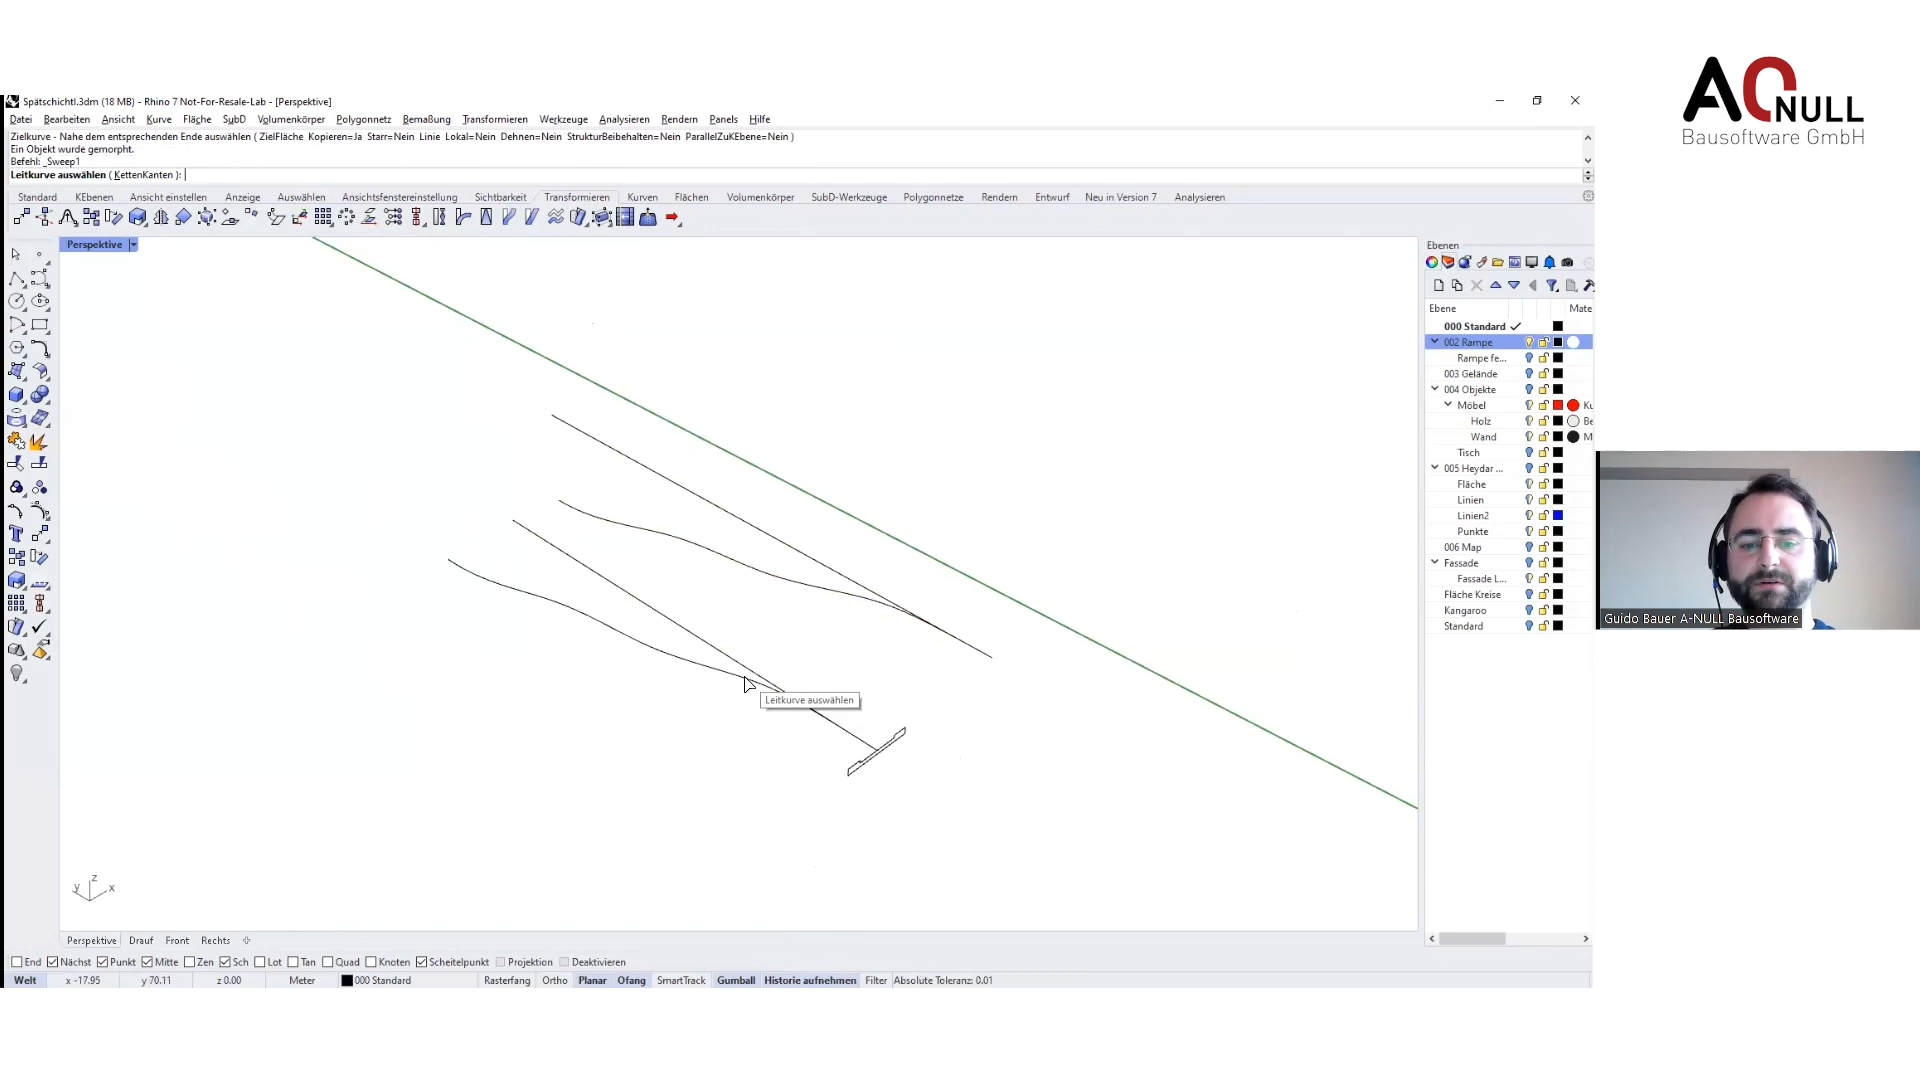 AQ NULL
Bausoftware GmbH
Spätschichtl.3dm (18 MB) - Rhino 7 Not-For-Resale-Lab - [Perspektive]
Datei Bearbeiten Ansicht Kurve Fläche SubD Volumenkörper Polygonnetz Bemaßung Transformieren Werkzeuge Analysieren Rendern Panels Hilfe
Zielkurve - Nahe dem entsprechenden Ende auswählen ( ZielFläche Kopieren=Ja Starr=Nein Linie Lokal=Nein Dehnen=Nein StrukturBeibehalten=Nein ParallelZuKEbene=Nein )
Ein Objekt wurde gemorpht.
Befehl: _Sweep1
Leitkurve auswählen ( KettenKanten ):
Standard KEbenen Ansicht einstellen Anzeige Auswählen Ansichtsfenstereinstellung Sichtbarkeit Transformieren Kurven Flächen Volumenkörper SubD-Werkzeuge Polygonnetze Rendern Entwurf Neu in Version 7 Analysieren
Perspektive
Ebenen
Ebene Mate
000 Standard
002 Rampe
Rampe fe...
003 Gelände
004 Objekte
Möbel Ku
Holz Be
Wand M
Tisch
005 Heydar ...
Fläche
Linien
Linien2
Punkte
006 Map
Fassade
Fassade L...
Fläche Kreise
Kangaroo
Standard
Leitkurve auswählen
Guido Bauer A-NULL Bausoftware
z
y x
Perspektive Drauf Front Rechts
End Nächst Punkt Mitte Zen Sch Lot Tan Quad Knoten Scheitelpunkt Projektion Deaktivieren
Welt x -17.95 y 70.11 z 0.00 Meter 000 Standard Rasterfang Ortho Planar Ofang SmartTrack Gumball Historie aufnehmen Filter Absolute Toleranz: 0.01